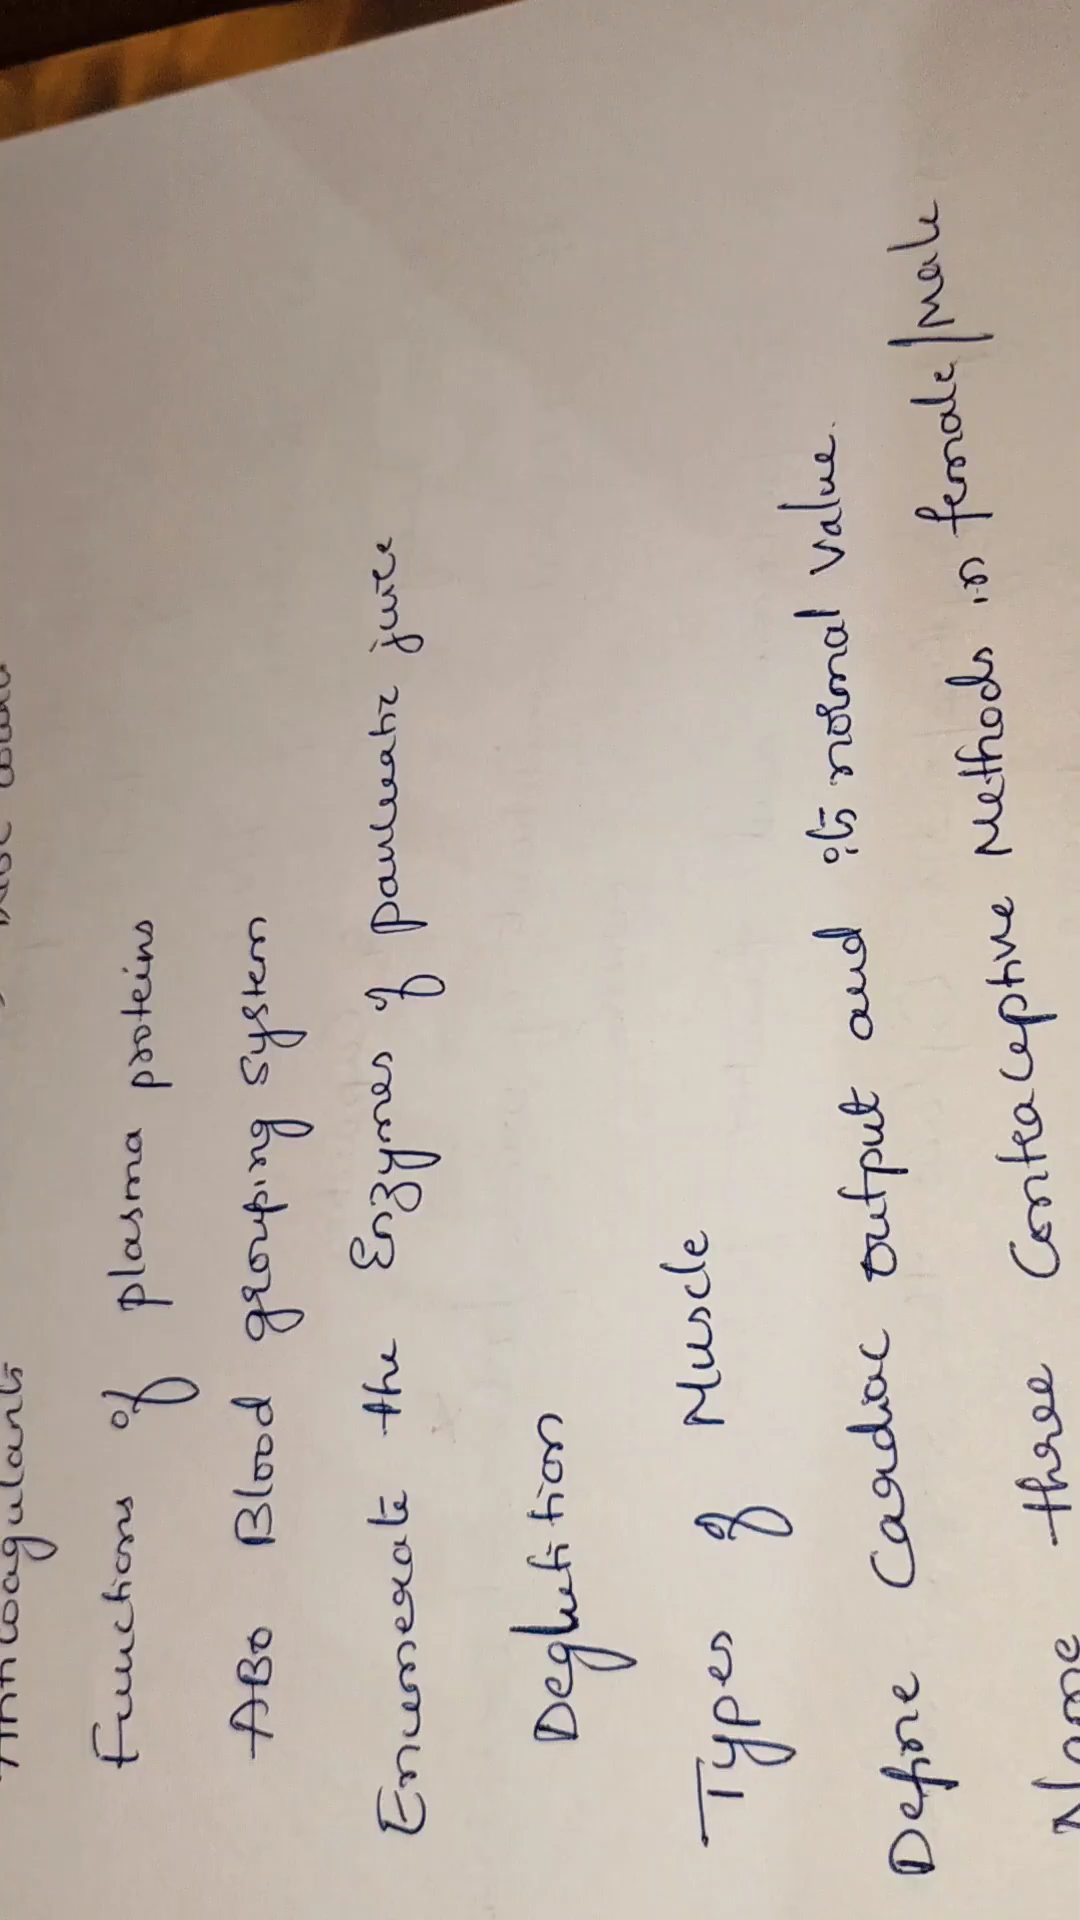 Anticoagulants
Functions of plasma proteins
ABO Blood grouping system
Enumerate the Enzymes of pancreatic juice
Deglutition
Types of Muscle
Define Cardiac output and its normal value.
Name three Contraceptive Methods in female/Male